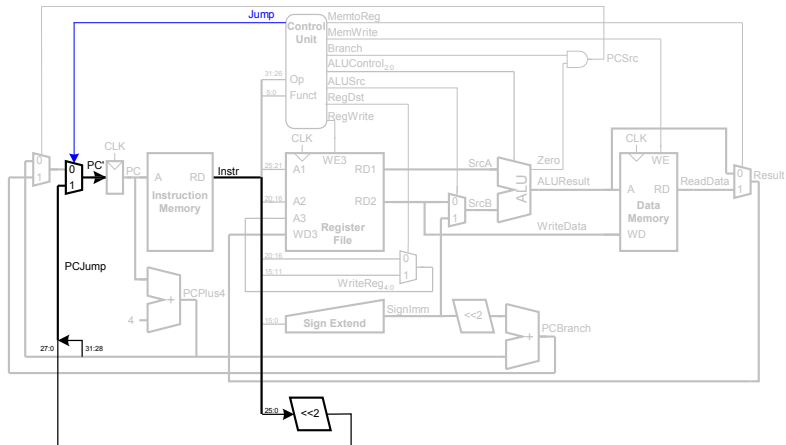 Jump
MemtoReg
Control
Unit
MemWrite
Branch
PCSrc
ALUControl2:0
31:26
Op
ALUSrc
5:0
Funct
RegDst
RegWrite
CLK
CLK
CLK
0
1
0
1
PC'
PC
A
RD
Instruction
Memory
Instr
25:21
A1
WE3
RD1
SrcA
Zero
WE
20:16
A2
RD2
0
1
SrcB
ALU
ALUResult
A
RD
ReadData
0
1
Result
A3
Data
Memory
WD3
Register
File
WriteData
WD
20:16
0
PCJump
15:11
1
WriteReg4:0
PCPlus4
+
4
SignImm
<<2
15:0
Sign Extend
+
PCBranch
27:0
31:28
25:0
<<2